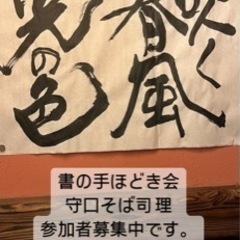 吹く
春風
光の色
書の手ほどき会
守口そば司 理
参加者募集中です。